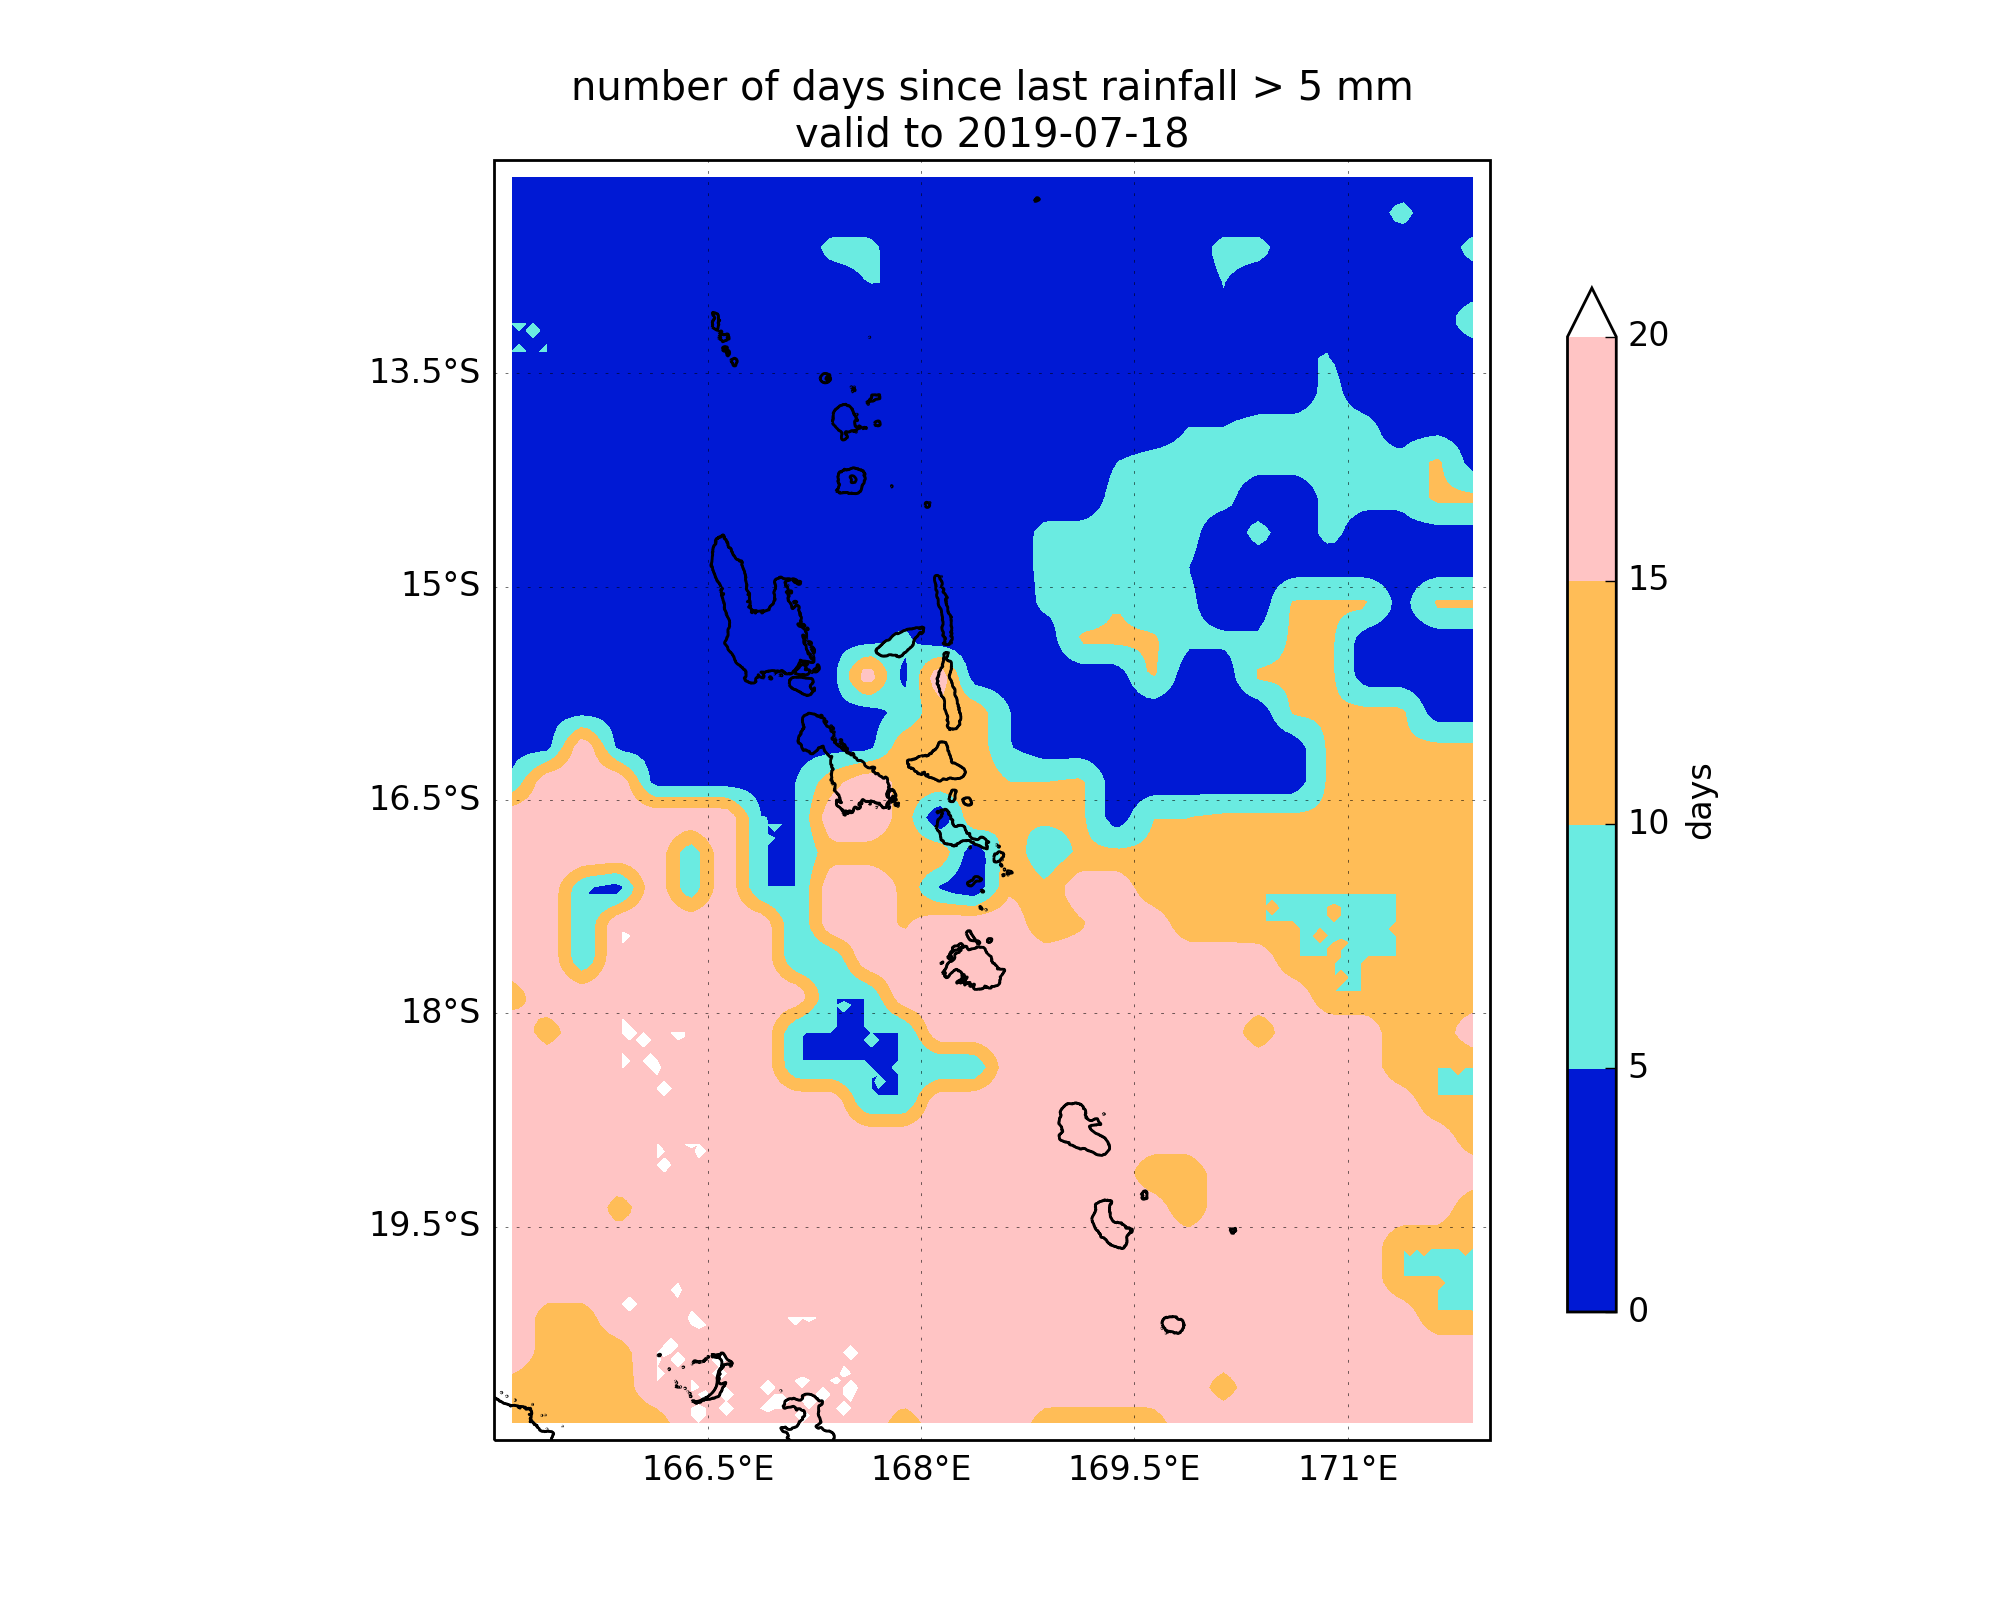 number of days since last rainfall > 5 mm
valid to 2019-07-18
13.5°S
15°S
16.5°S
18°S
19.5°S
166.5°E
168°E
169.5°E
171°E
20
15
10
5
0
days